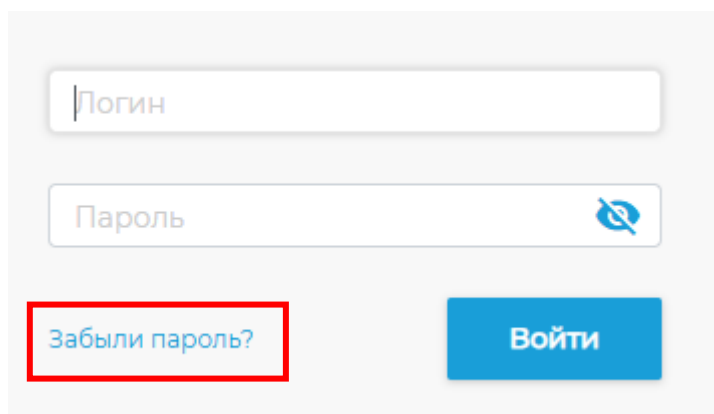 Логин
Пароль
Забыли пароль?
Войти